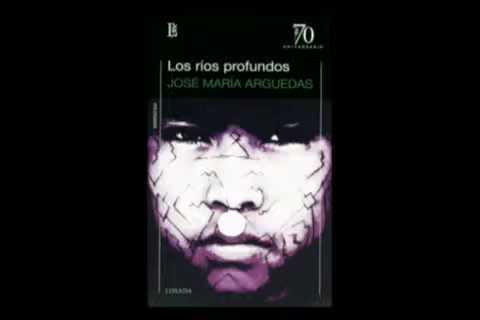 70
ANIVERSARIO
Los ríos profundos
JOSÉ MARÍA ARGUEDAS
LOSADA